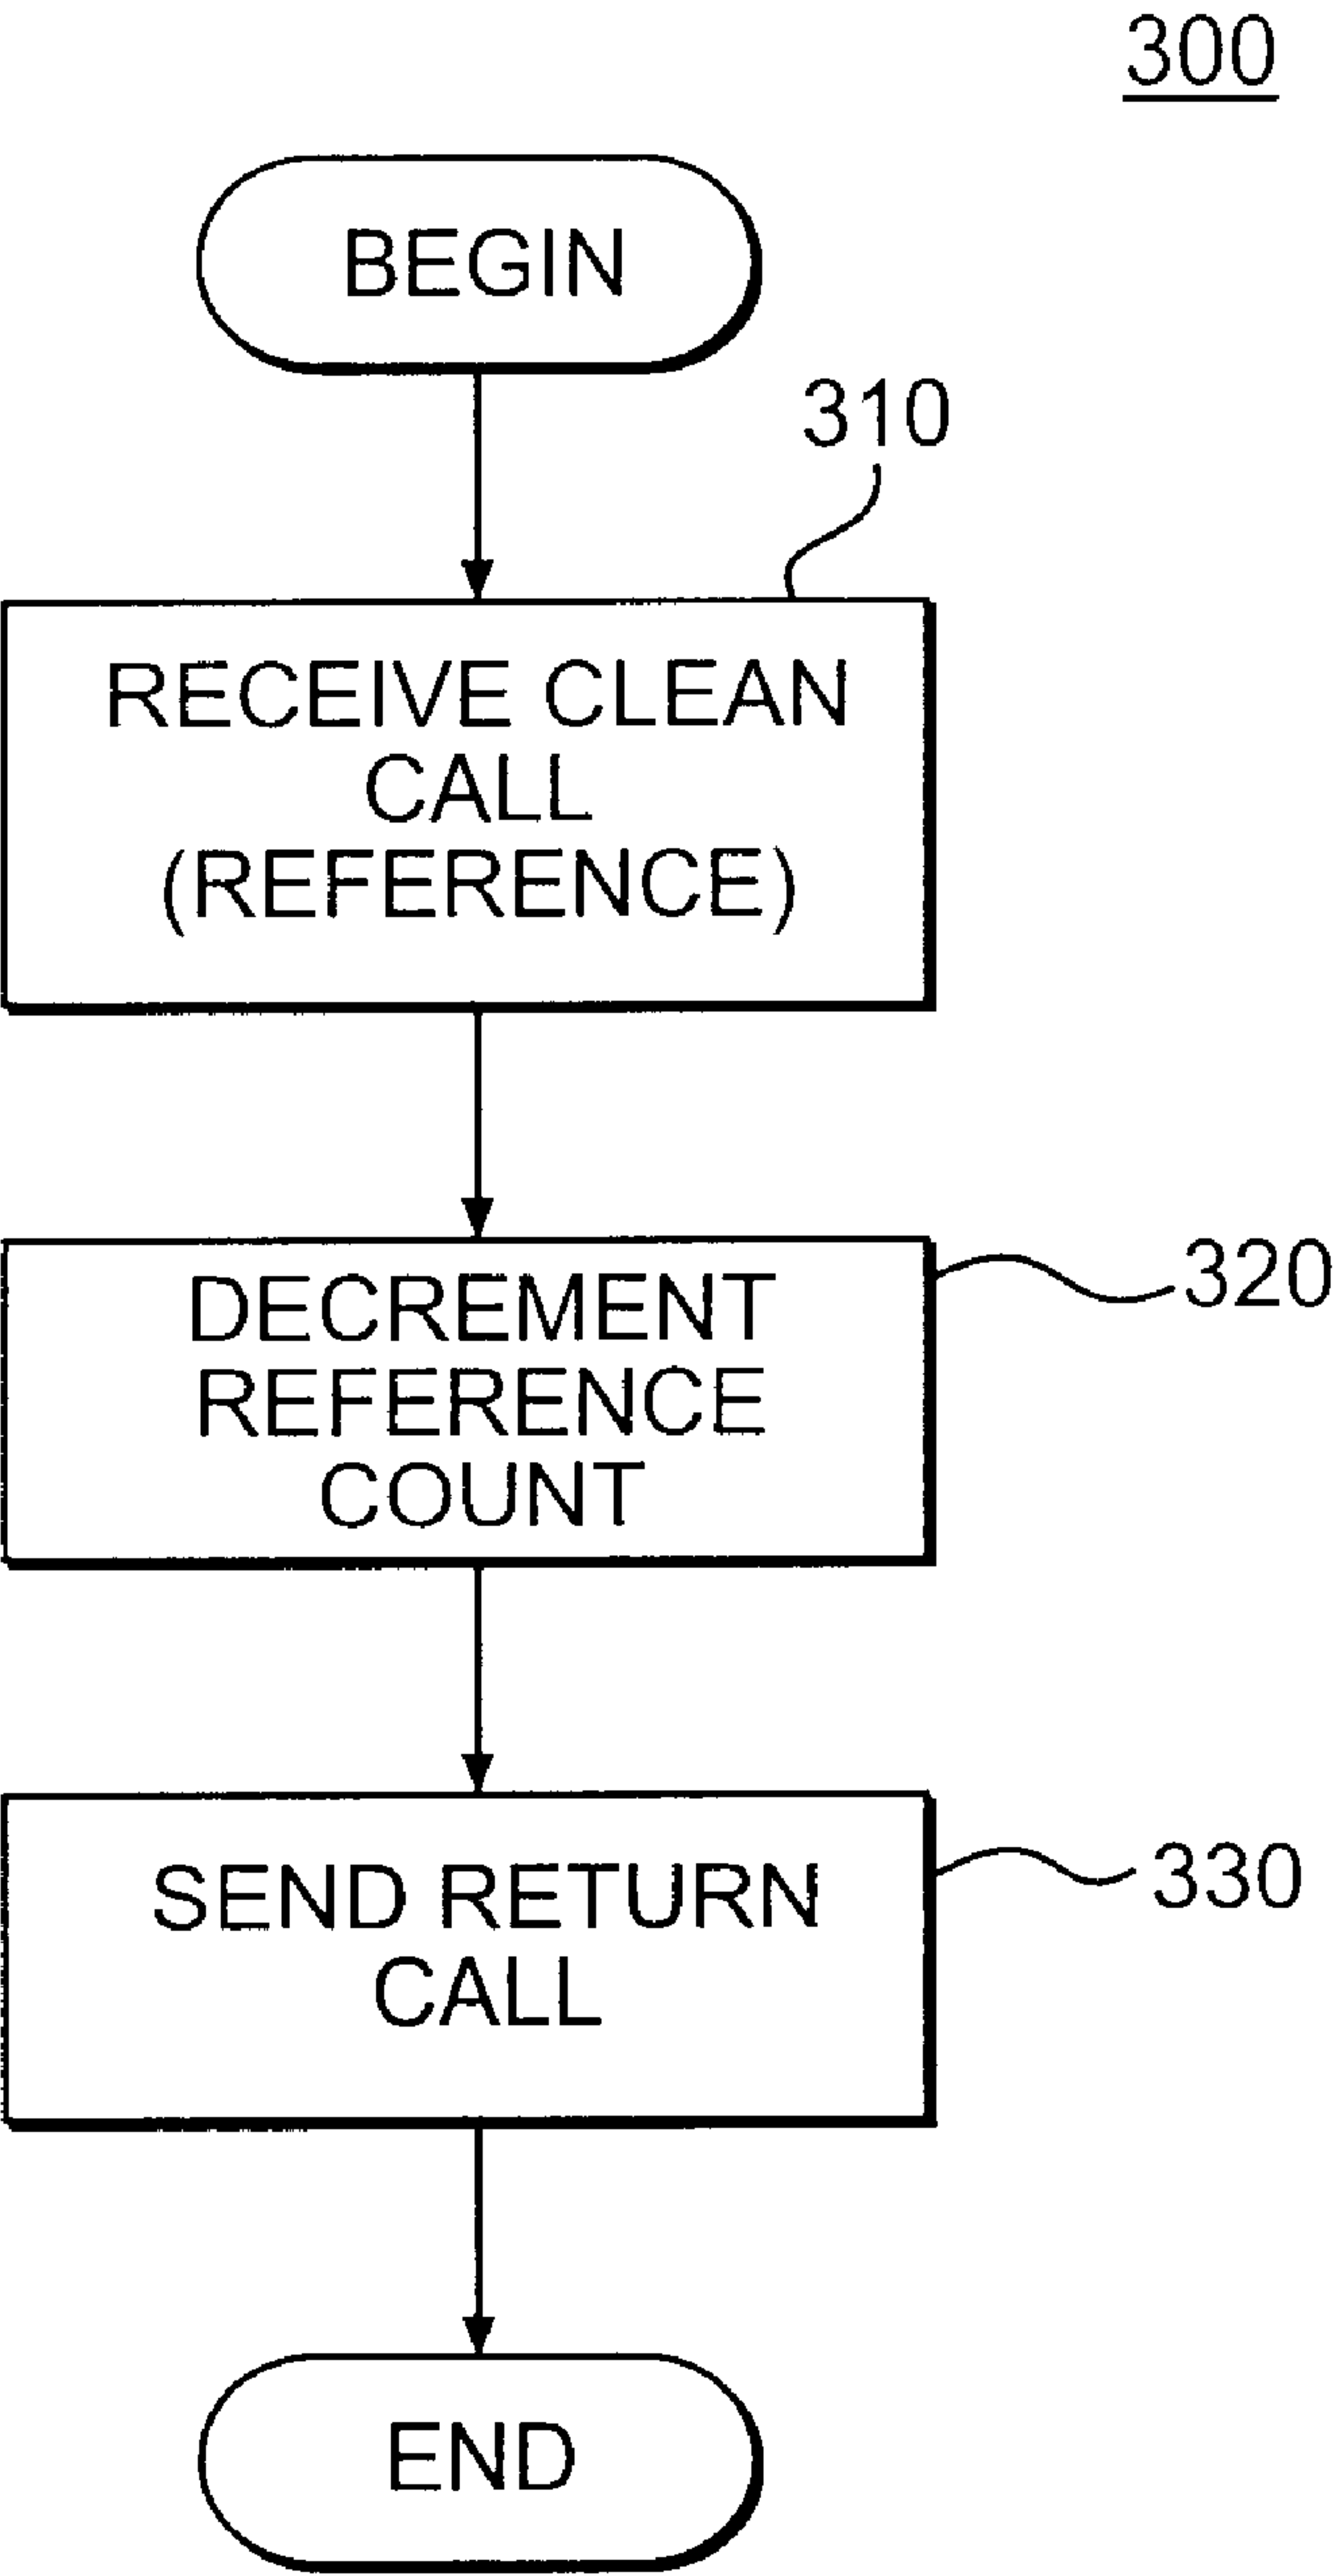 300
BEGIN
310
RECEIVE CLEAN
CALL
(REFERENCE)
DECREMENT
REFERENCE
COUNT
320
SEND RETURN
CALL
330
END